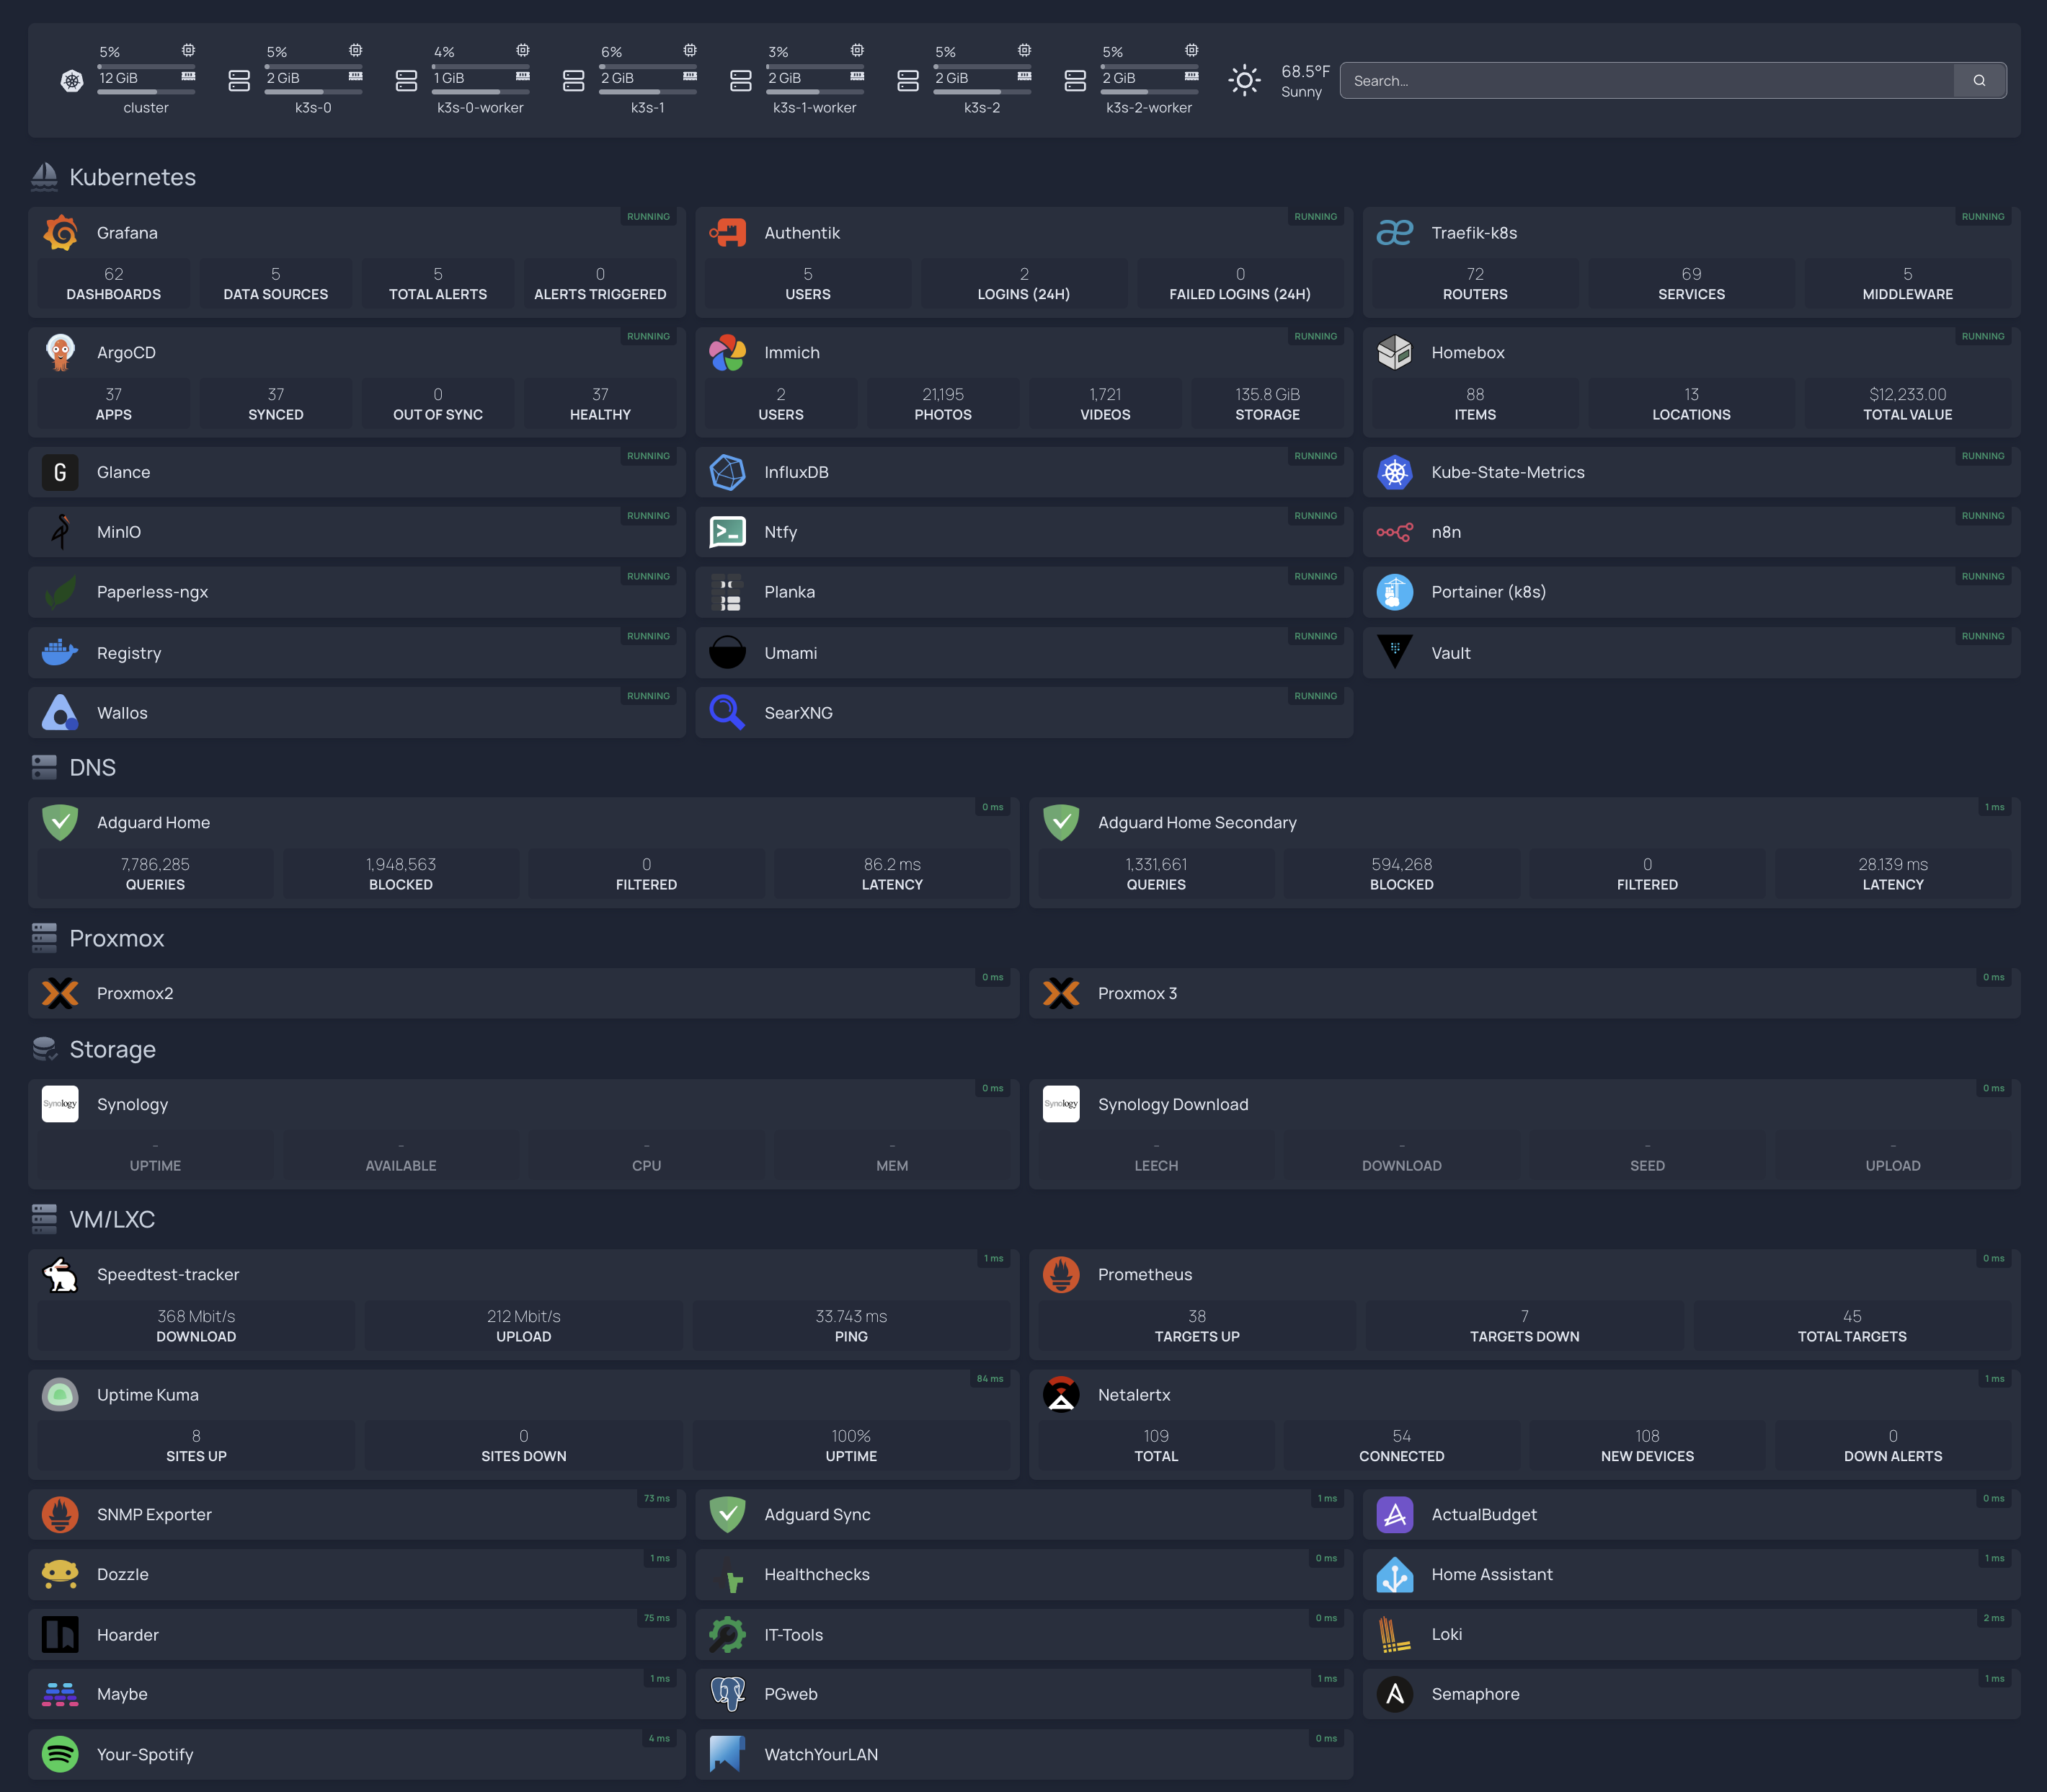 5%
12 GiB
cluster
5%
2 GiB
k3s-0
4%
1 GiB
k3s-0-worker
6%
2 GiB
k3s-1
3%
2 GiB
k3s-1-worker
5%
2 GiB
k3s-2
5%
2 GiB
k3s-2-worker
68.5°F
Sunny
Search...
Kubernetes
Grafana
RUNNING
62 5 5 0
DASHBOARDS DATA SOURCES TOTAL ALERTS ALERTS TRIGGERED
Authentik
RUNNING
5 2 0
USERS LOGINS (24H) FAILED LOGINS (24H)
Traefik-k8s
RUNNING
72 69 5
ROUTERS SERVICES MIDDLEWARE
ArgoCD
RUNNING
37 37 0 37
APPS SYNCED OUT OF SYNC HEALTHY
Immich
RUNNING
2 21,195 1,721 135.8 GiB
USERS PHOTOS VIDEOS STORAGE
Homebox
RUNNING
88 13 $12,233.00
ITEMS LOCATIONS TOTAL VALUE
G
Glance
RUNNING
InfluxDB
RUNNING
Kube-State-Metrics
RUNNING
MinIO
RUNNING
Ntfy
RUNNING
n8n
RUNNING
Paperless-ngx
RUNNING
Planka
RUNNING
Portainer (k8s)
RUNNING
Registry
RUNNING
Umami
RUNNING
Vault
RUNNING
Wallos
RUNNING
SearXNG
RUNNING
DNS
Adguard Home
0 ms
7,786,285 1,948,563 0 86.2 ms
QUERIES BLOCKED FILTERED LATENCY
Adguard Home Secondary
1 ms
1,331,661 594,268 0 28.139 ms
QUERIES BLOCKED FILTERED LATENCY
Proxmox
Proxmox2
0 ms
Proxmox 3
0 ms
Storage
Synology
Synology
0 ms
- - - -
UPTIME AVAILABLE CPU MEM
Synology
Synology Download
0 ms
- - - -
LEECH DOWNLOAD SEED UPLOAD
VM/LXC
Speedtest-tracker
1 ms
368 Mbit/s 212 Mbit/s 33.743 ms
DOWNLOAD UPLOAD PING
Prometheus
0 ms
38 7 45
TARGETS UP TARGETS DOWN TOTAL TARGETS
Uptime Kuma
84 ms
8 0 100%
SITES UP SITES DOWN UPTIME
Netalertx
1 ms
109 54 108 0
TOTAL CONNECTED NEW DEVICES DOWN ALERTS
SNMP Exporter
73 ms
Adguard Sync
1 ms
ActualBudget
0 ms
Dozzle
1 ms
Healthchecks
0 ms
Home Assistant
1 ms
Hoarder
75 ms
IT-Tools
0 ms
Loki
2 ms
Maybe
1 ms
PGweb
1 ms
Semaphore
1 ms
Your-Spotify
4 ms
WatchYourLAN
0 ms